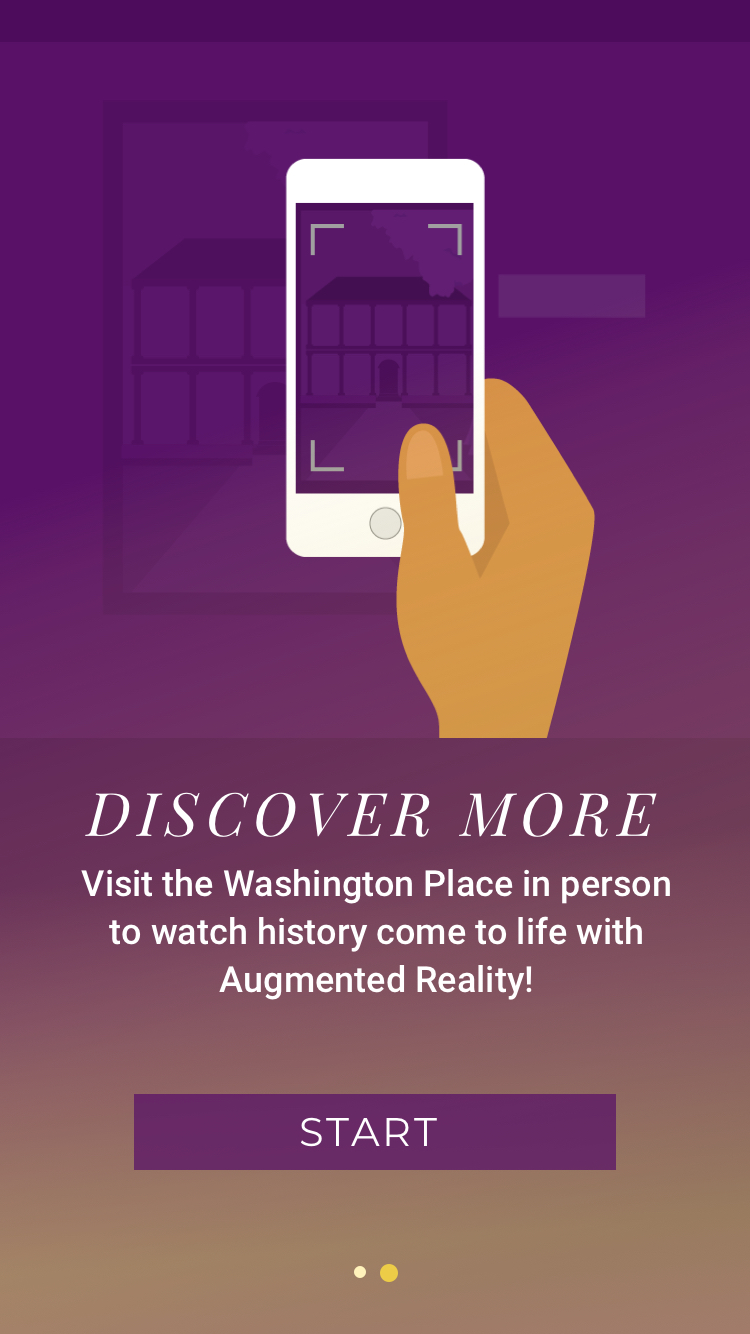 DISCOVER MORE
Visit the Washington Place in person
to watch history come to life with
Augmented Reality!
START